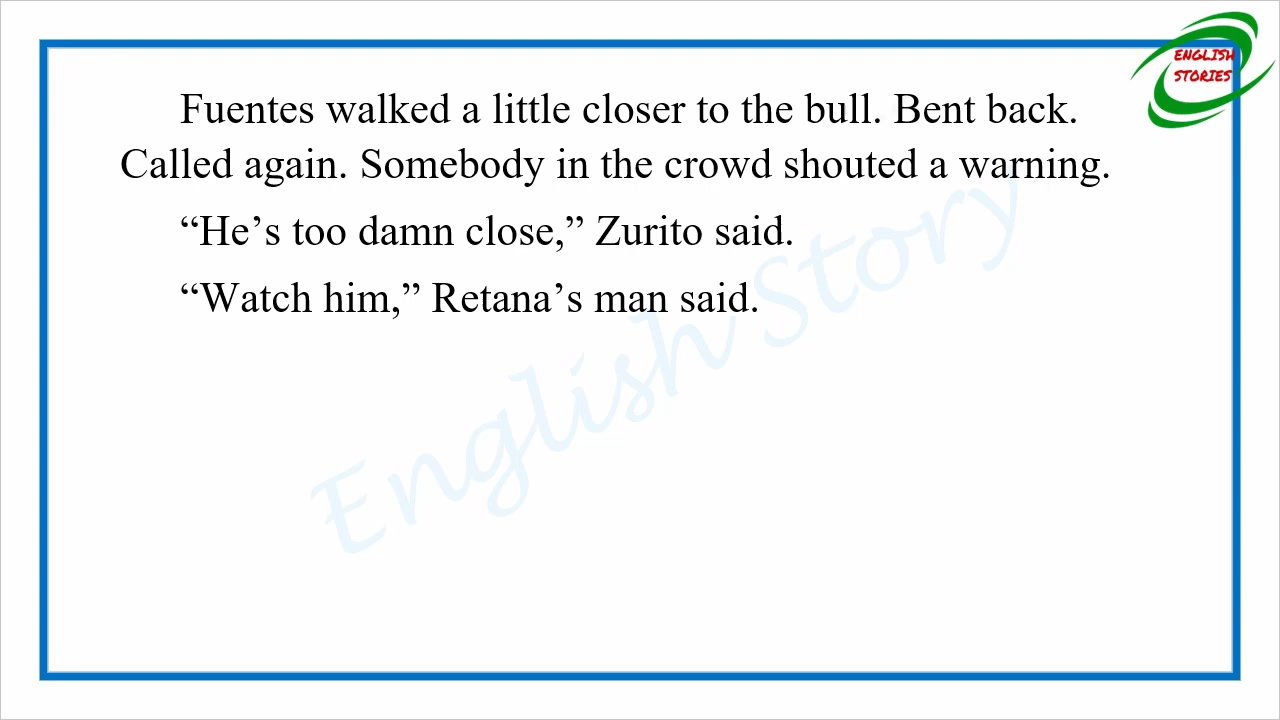 ENGLISH
STORIES
Fuentes walked a little closer to the bull. Bent back.
Called again. Somebody in the crowd shouted a warning.
“He’s too damn close,” Zurito said.
“Watch him,” Retana’s man said.
English Story